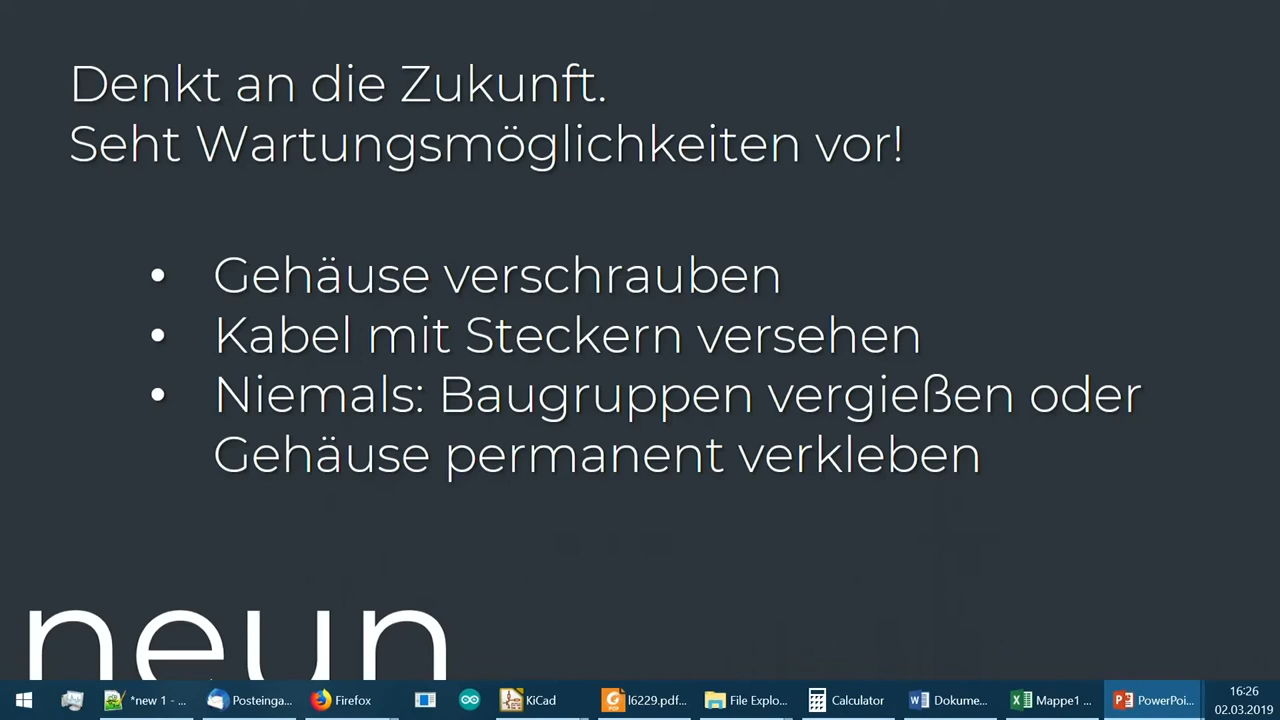 Denkt an die Zukunft.
Seht Wartungsmöglichkeiten vor!
• Gehäuse verschrauben
• Kabel mit Steckern versehen
• Niemals: Baugruppen vergießen oder
Gehäuse permanent verkleben
neun
*new 1 - ... Posteinga... Firefox KiCad l6229.pdf... File Explo... Calculator Dokume... Mappe1 ... PowerPoi... 16:26
02.03.2019